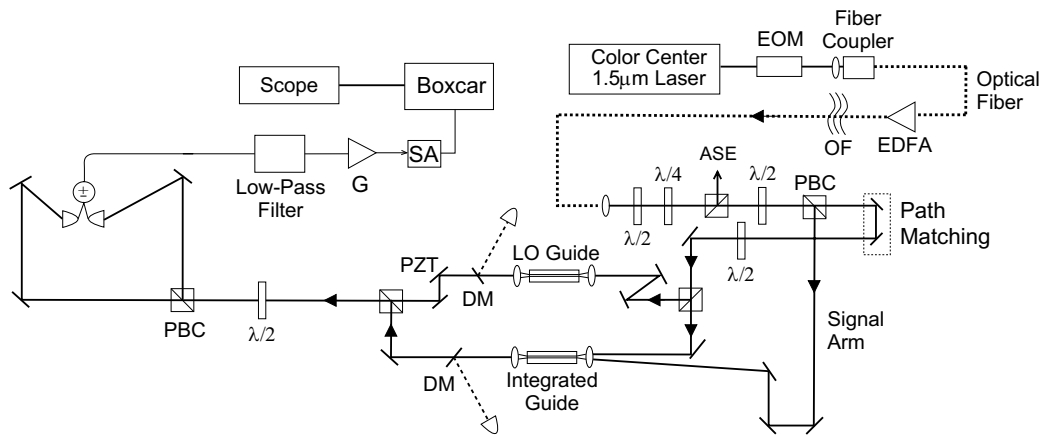 Color Center
1.5μm Laser
EOM
Fiber
Coupler
Optical
Fiber
Scope
Boxcar
OF
EDFA
Low-Pass
Filter
G
SA
±
ASE
λ/4
λ/2
λ/2
PBC
Path
Matching
λ/2
PZT
LO Guide
DM
PBC
λ/2
Signal
Arm
DM
Integrated
Guide